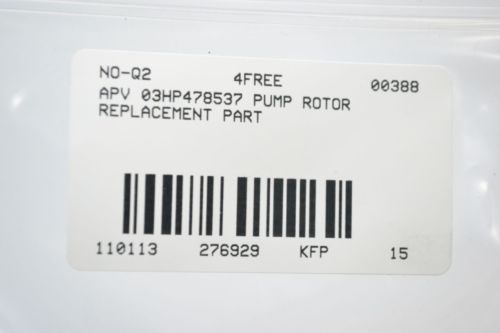 NO-Q2 4FREE 00388
APV 03HP478537 PUMP ROTOR
REPLACEMENT PART
110113 276929 KFP 15